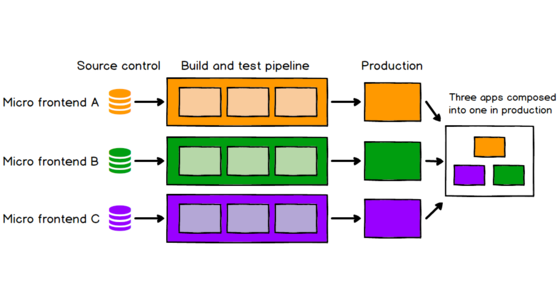 Source control
Build and test pipeline
Production
Micro frontend A
Three apps composed
into one in production
Micro frontend B
Micro frontend C